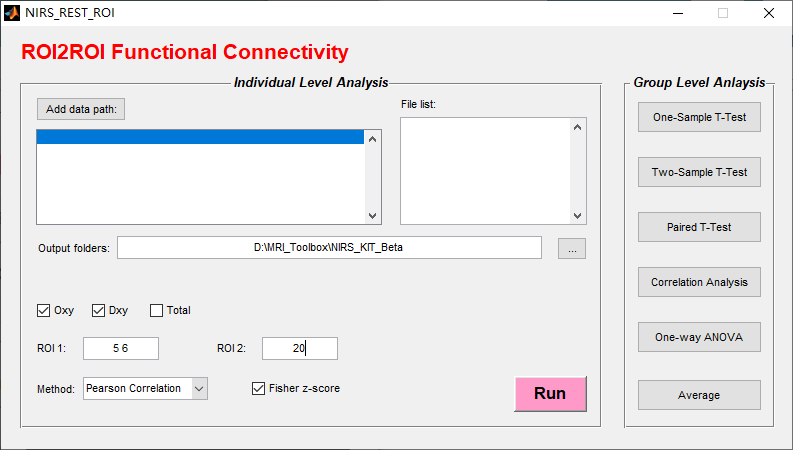 NIRS_REST_ROI
ROI2ROI Functional Connectivity
Individual Level Analysis
Add data path:
File list:
Output folders: D:\MRI_Toolbox\NIRS_KIT_Beta ...
Oxy Dxy Total
ROI 1: 5 6 ROI 2: 20
Method: Pearson Correlation Fisher z-score
Run
Group Level Anlaysis
One-Sample T-Test
Two-Sample T-Test
Paired T-Test
Correlation Analysis
One-way ANOVA
Average